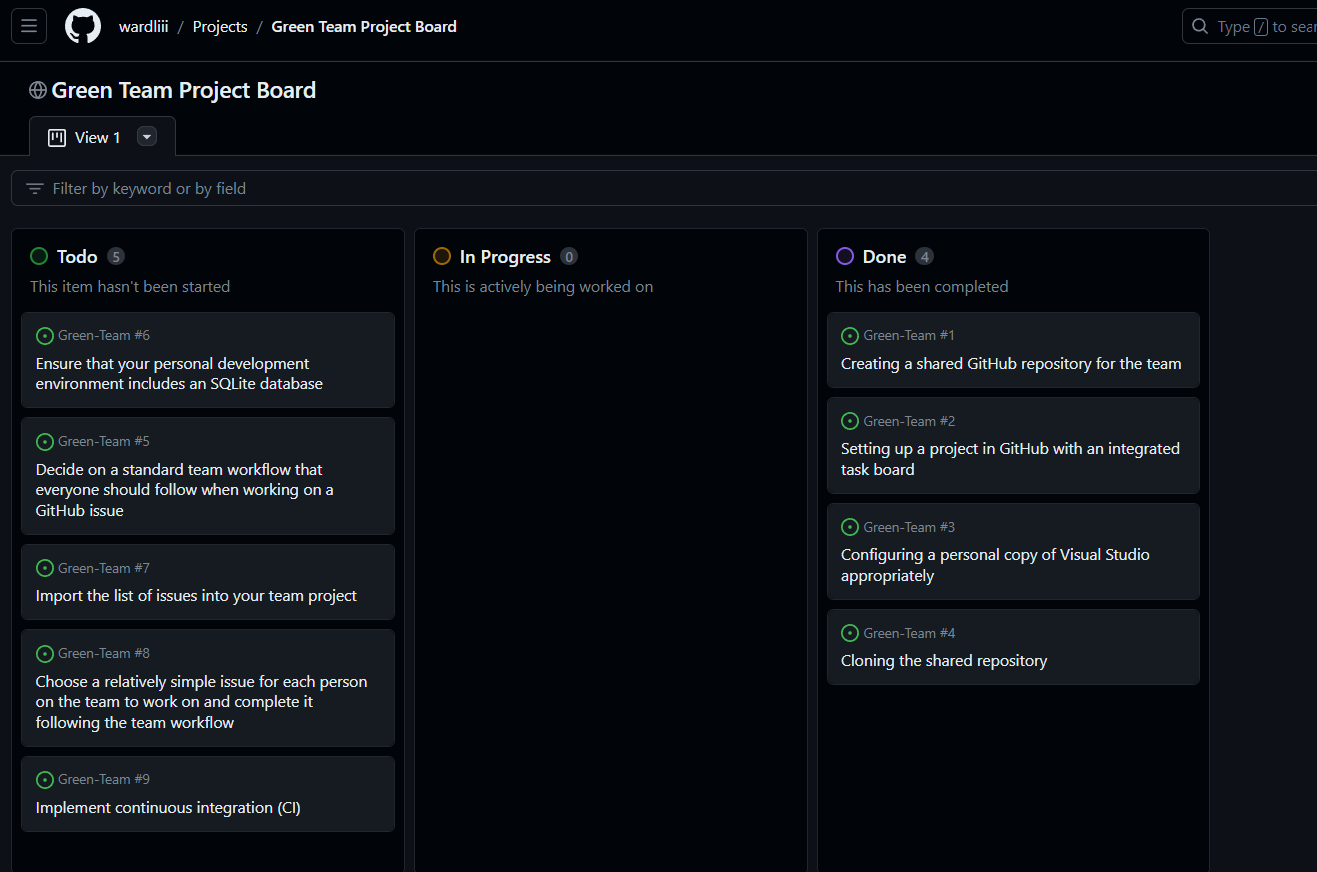 wardliii / Projects / Green Team Project Board
Type / to
Green Team Project Board
View 1
Filter by keyword or by field
Todo 5
This item hasn't been started
Green-Team #6
Ensure that your personal development
environment includes an SQLite database
Green-Team #5
Decide on a standard team workflow that
everyone should follow when working on a
GitHub issue
Green-Team #7
Import the list of issues into your team project
Green-Team #8
Choose a relatively simple issue for each person
on the team to work on and complete it
following the team workflow
Green-Team #9
Implement continuous integration (CI)
In Progress 0
This is actively being worked on
Done 4
This has been completed
Green-Team #1
Creating a shared GitHub repository for the team
Green-Team #2
Setting up a project in GitHub with an integrated
task board
Green-Team #3
Configuring a personal copy of Visual Studio
appropriately
Green-Team #4
Cloning the shared repository